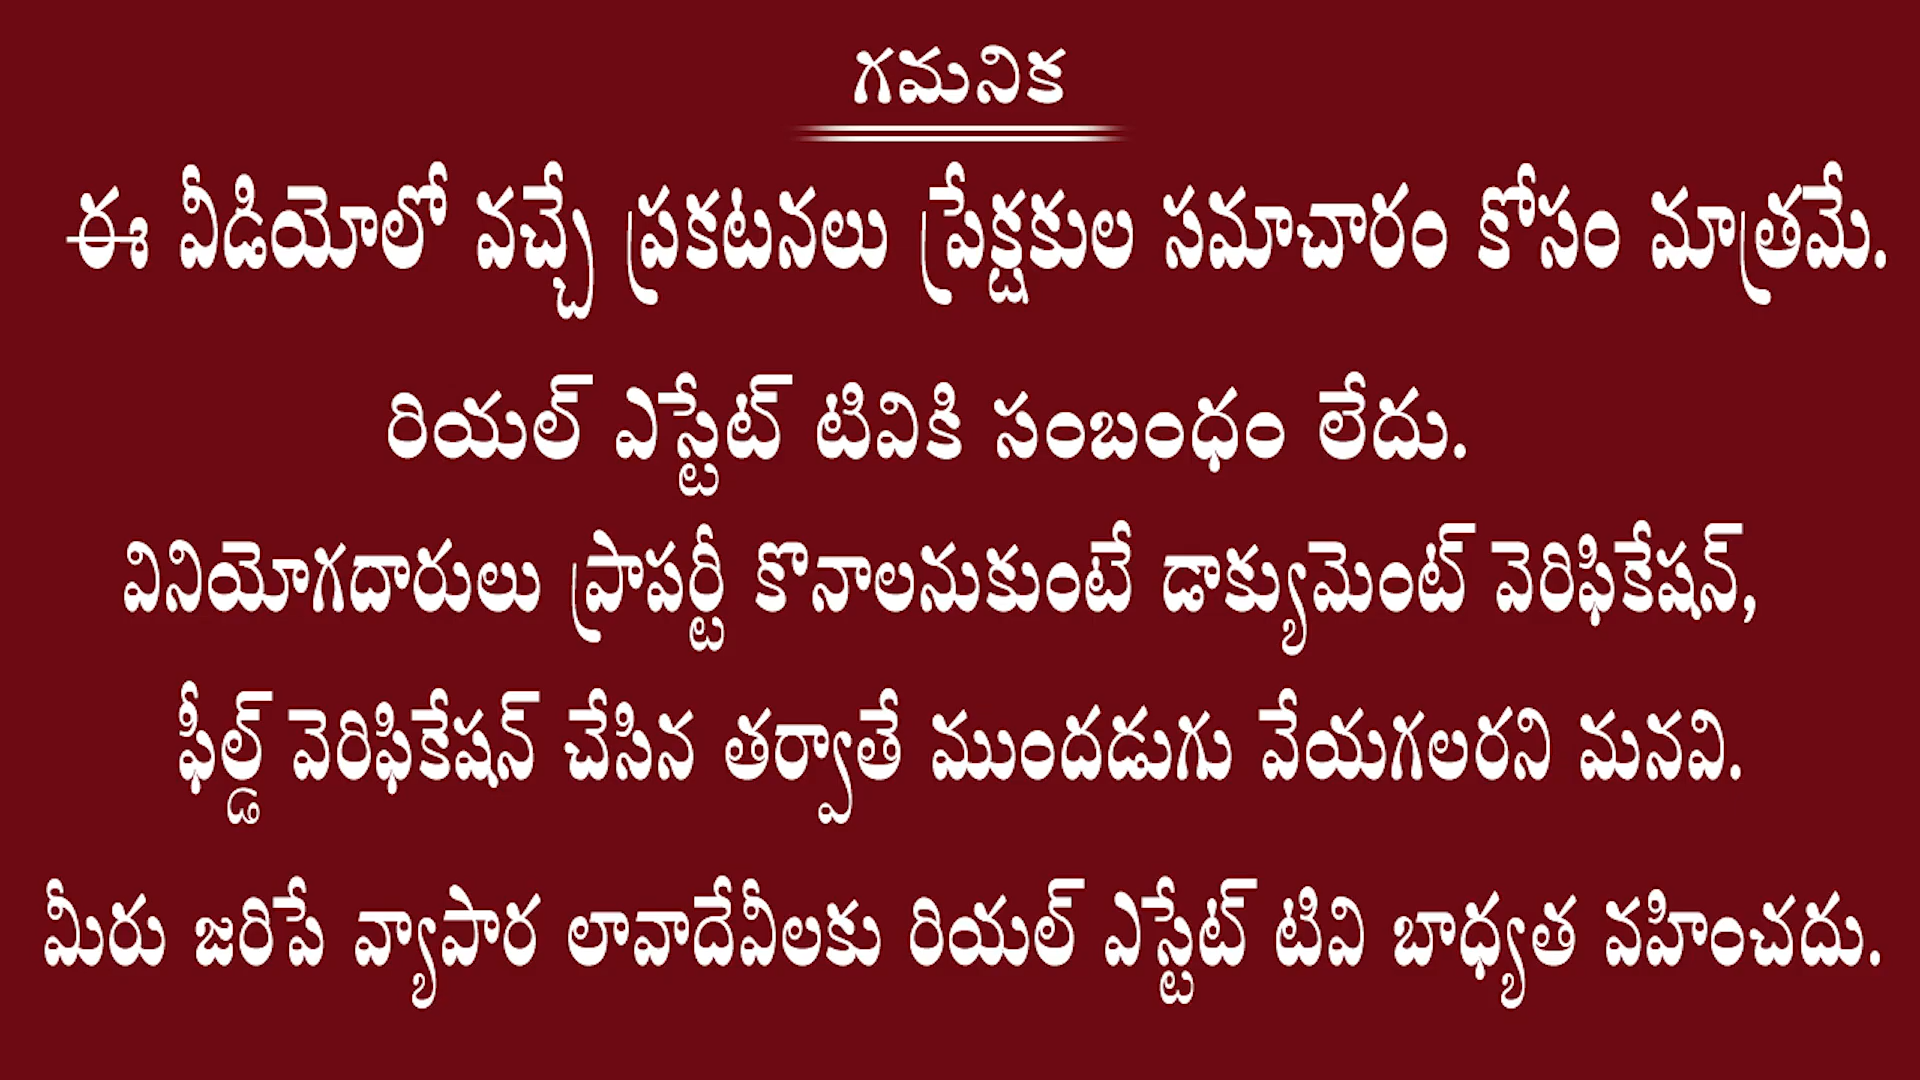 గమనిక
ఈ వీడియోలో వచ్చే ప్రకటనలు ప్రేక్షకుల సమాచారం కోసం మాత్రమే.
రియల్ ఎస్టేట్ టివికి సంబంధం లేదు.
వినియోగదారులు ప్రాపర్టీ కొనాలనుకుంటే డాక్యుమెంట్ వెరిఫికేషన్,
ఫీల్డ్ వెరిఫికేషన్ చేసిన తర్వాతే ముందడుగు వేయగలరని మనవి.
మీరు జరిపే వ్యాపార లావాదేవీలకు రియల్ ఎస్టేట్ టివి బాధ్యత వహించదు.